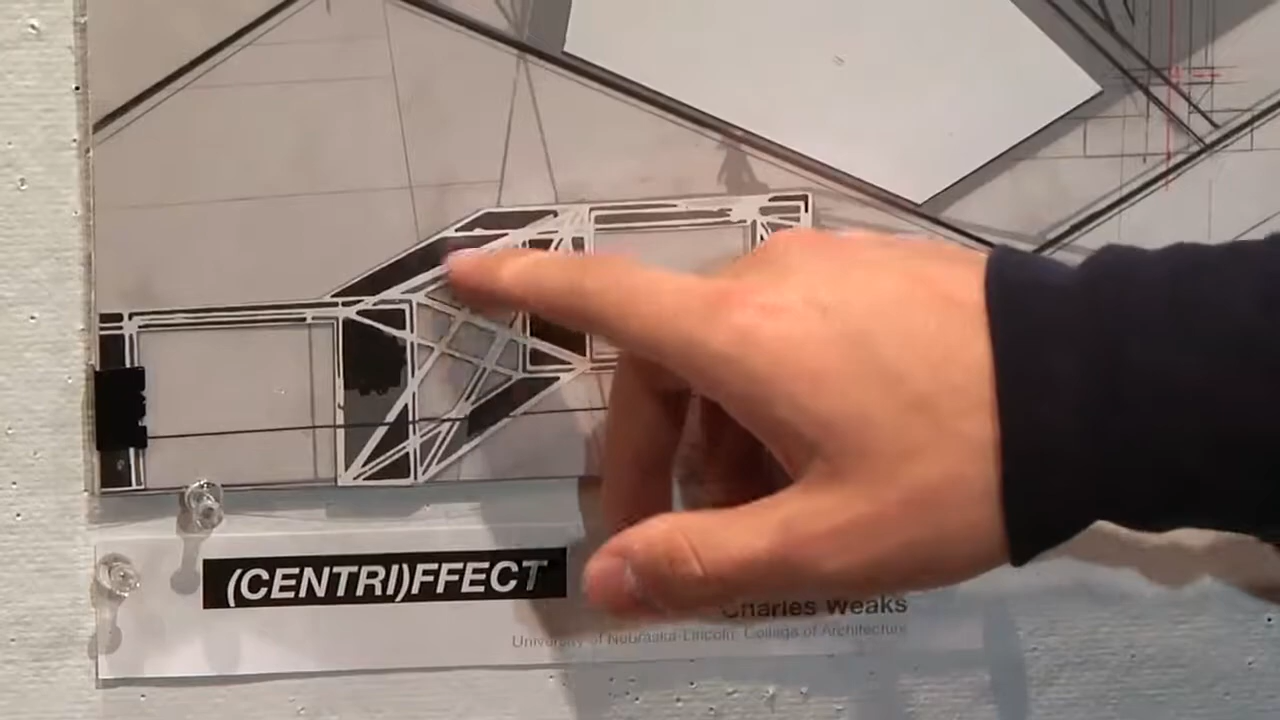 (CENTRI)FFECT
Charles Weaks
University of Nebraska-Lincoln, College of Architecture